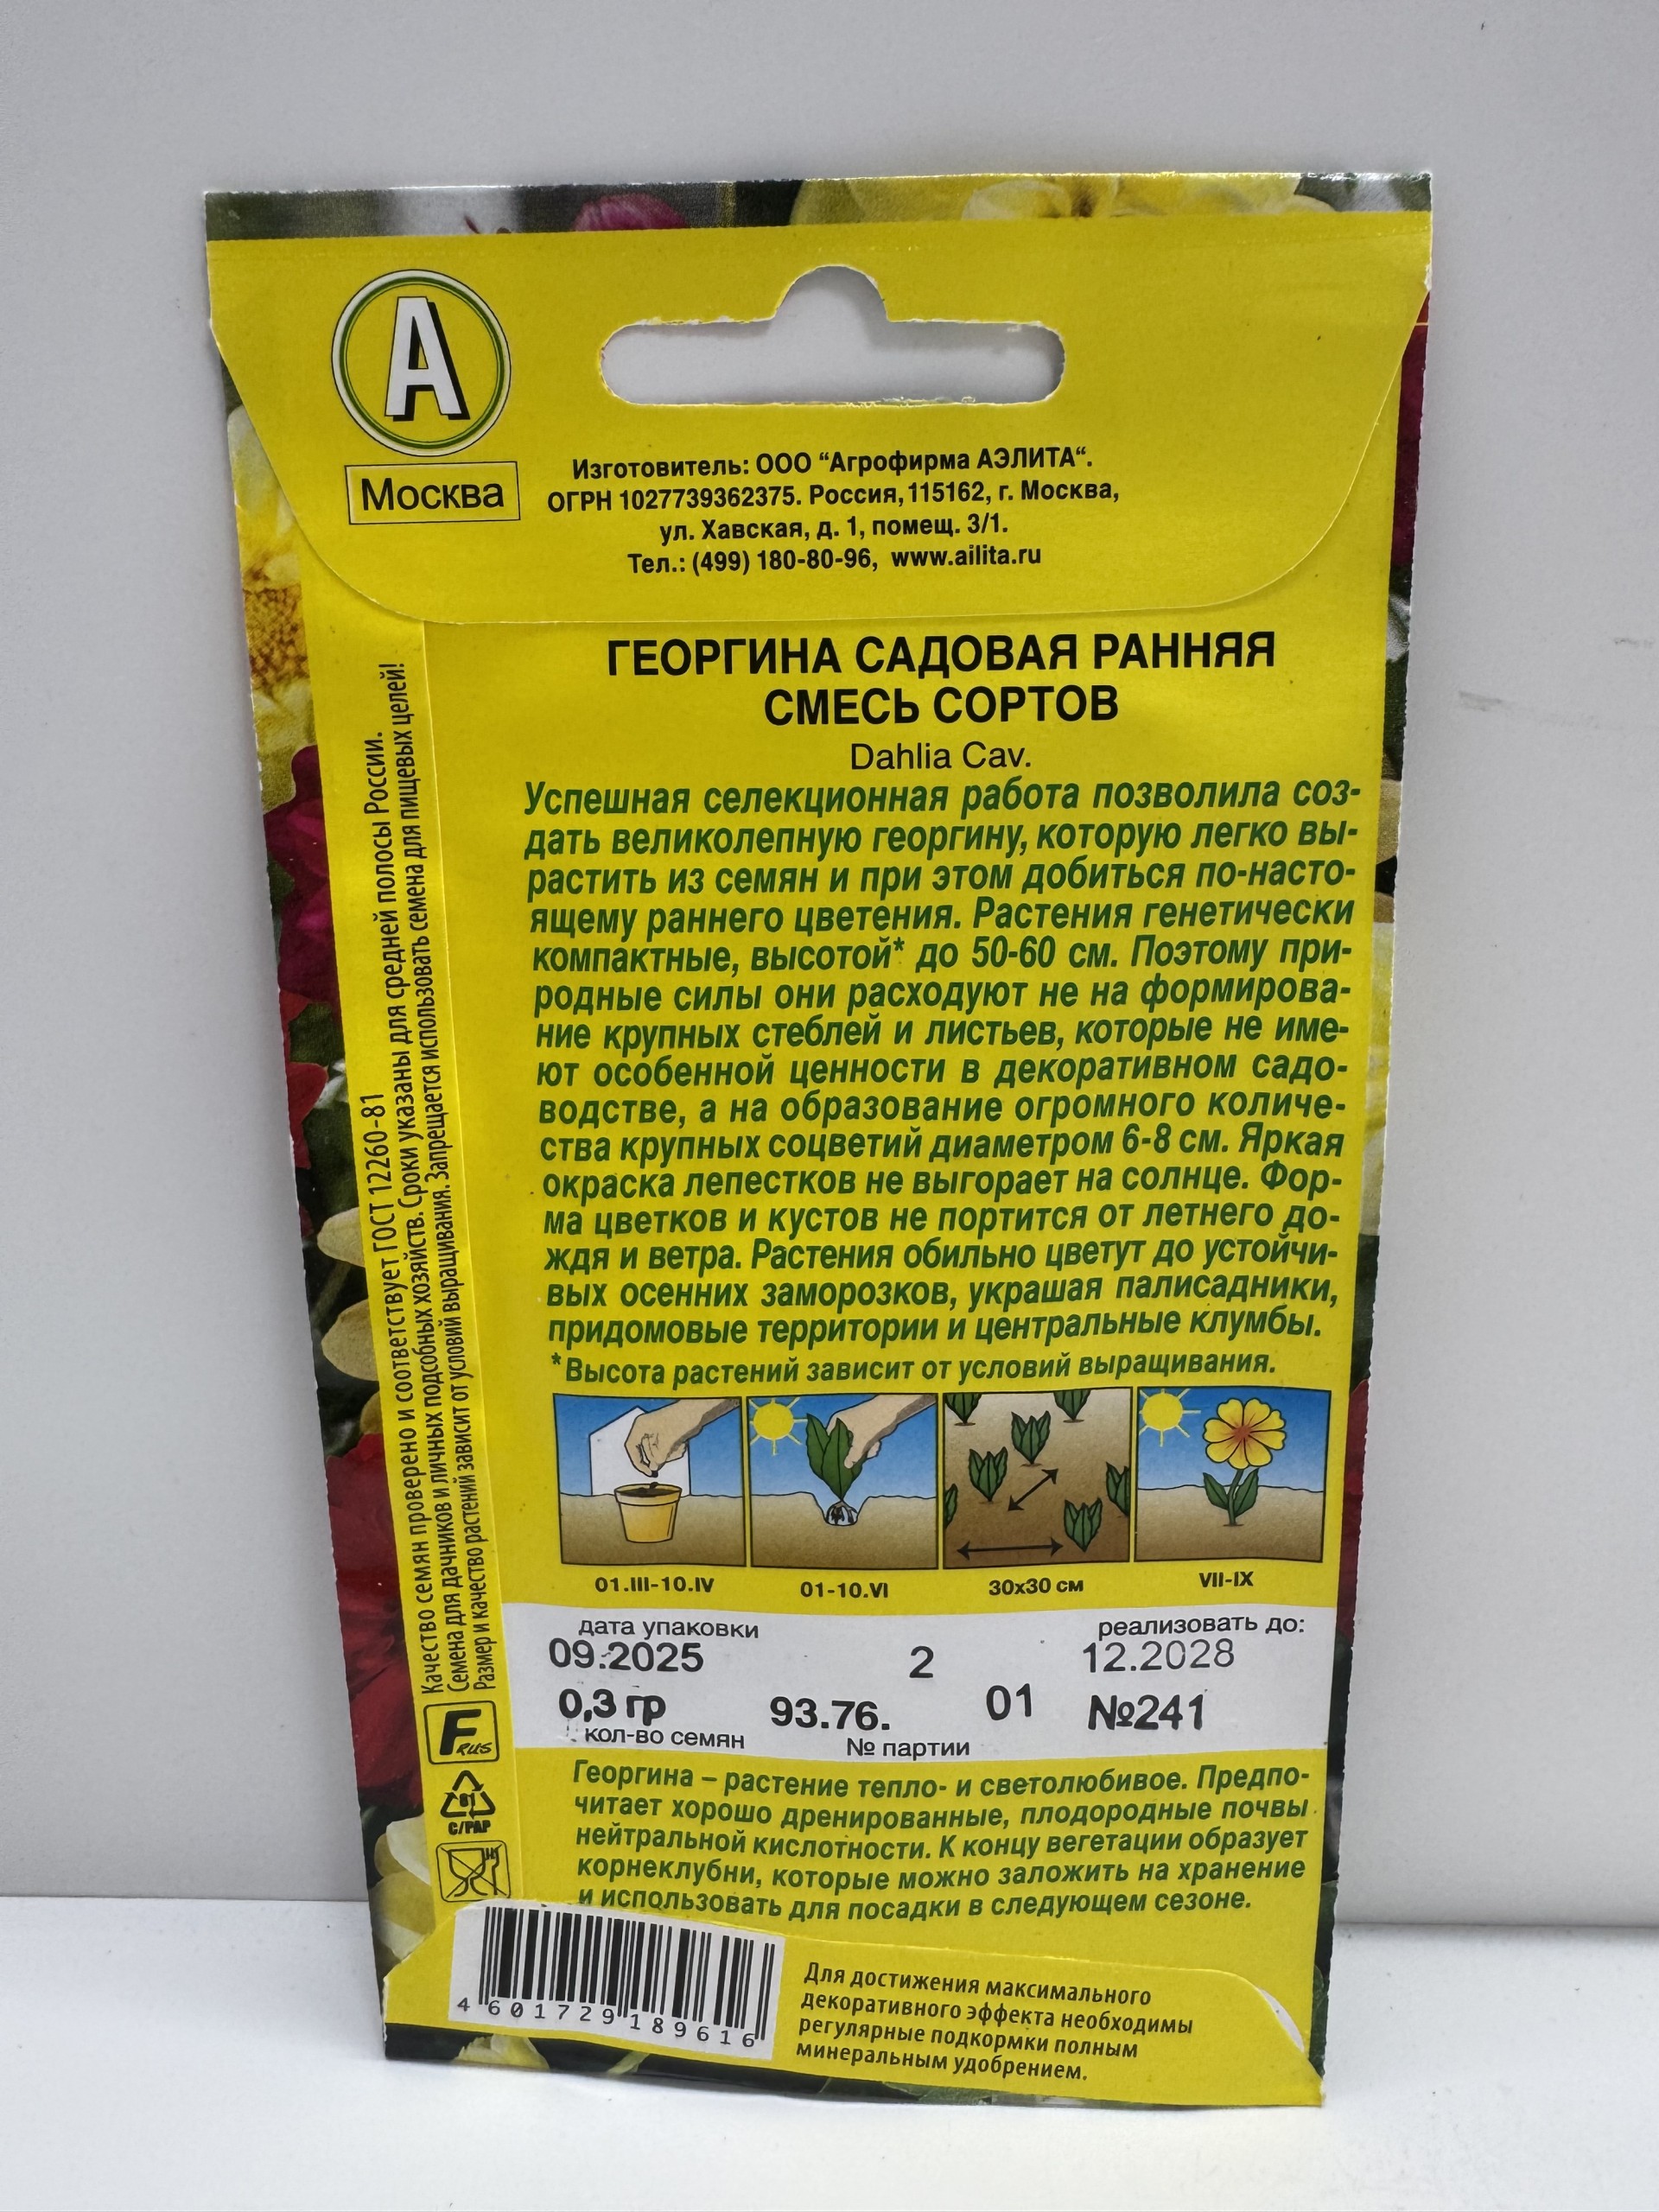 А
Москва
Изготовитель: ООО “Агрофирма АЭЛИТА“.
ОГРН 1027739362375. Россия, 115162, г. Москва,
ул. Хавская, д. 1, помещ. 3/1.
Тел.: (499) 180-80-96, www.ailita.ru
ГЕОРГИНА САДОВАЯ РАННЯЯ
СМЕСЬ СОРТОВ
Dahlia Cav.
Успешная селекционная работа позволила соз-
дать великолепную георгину, которую легко вы-
растить из семян и при этом добиться по-насто-
ящему раннего цветения. Растения генетически
компактные, высотой* до 50-60 см. Поэтому при-
родные силы они расходуют не на формирова-
ние крупных стеблей и листьев, которые не име-
ют особенной ценности в декоративном садо-
водстве, а на образование огромного количе-
ства крупных соцветий диаметром 6-8 см. Яркая
окраска лепестков не выгорает на солнце. Фор-
ма цветков и кустов не портится от летнего до-
ждя и ветра. Растения обильно цветут до устойчи-
вых осенних заморозков, украшая палисадники,
придомовые территории и центральные клумбы.
*Высота растений зависит от условий выращивания.
01.III-10.IV
01-10.VI
30x30 см
VII-IX
дата упаковки
реализовать до:
09.2025
2
12.2028
0,3 гр
93.76.
01
№241
кол-во семян
№ партии
Георгина – растение тепло- и светолюбивое. Предпо-
читает хорошо дренированные, плодородные почвы
нейтральной кислотности. К концу вегетации образует
корнеклубни, которые можно заложить на хранение
и использовать для посадки в следующем сезоне.
Для достижения максимального
декоративного эффекта необходимы
регулярные подкормки полным
минеральным удобрением.
4 601729 189616
Качество семян проверено и соответствует ГОСТ 12260-81
Семена для дачников и личных подсобных хозяйств. Сроки указаны для средней полосы России.
Размер и качество растений зависит от условий выращивания. Запрещается использовать семена для пищевых целей!
F RUS
81
C/PAP